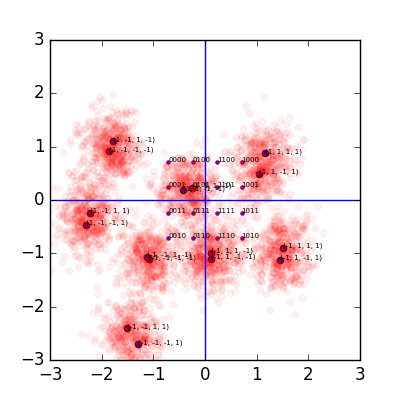 3
2
(1, -1, 1, -1)
1, 1, 1, 1)
1
1, -1, -1, -1)
0000 0100 1100 1000
1, 1, -1, 1)
0001 0101 1101 1001
0
(1, -1, 1, 1)
0011 0111 1111 1011
(1, -1, -1, 1)
0010 0110 1110 1010
1, 1, 1, 1)
-1, 1, 1, -1)
−1
1, 1, -1, 1)
−2
1, -1, 1, 1)
1, -1, -1, 1)
−3
−3 −2 −1 0 1 2 3